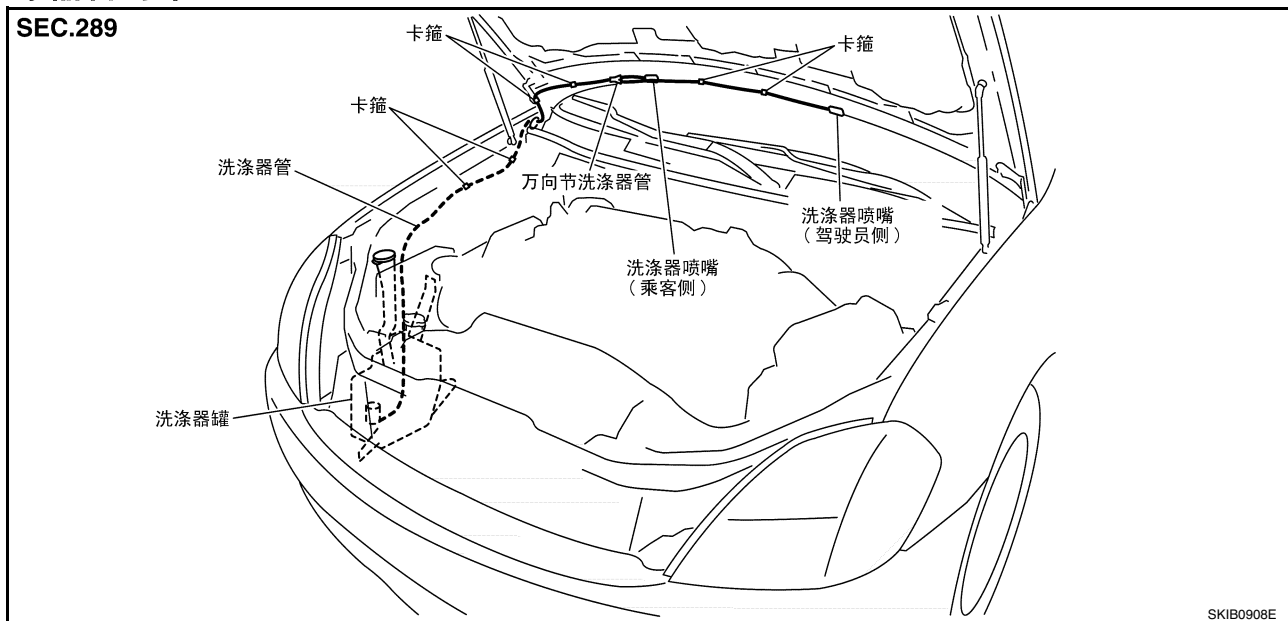 SEC.289
卡箍
卡箍
卡箍
洗涤器管
万向节洗涤器管
洗涤器喷嘴
（驾驶员侧）
洗涤器喷嘴
（乘客侧）
洗涤器罐
SKIB0908E